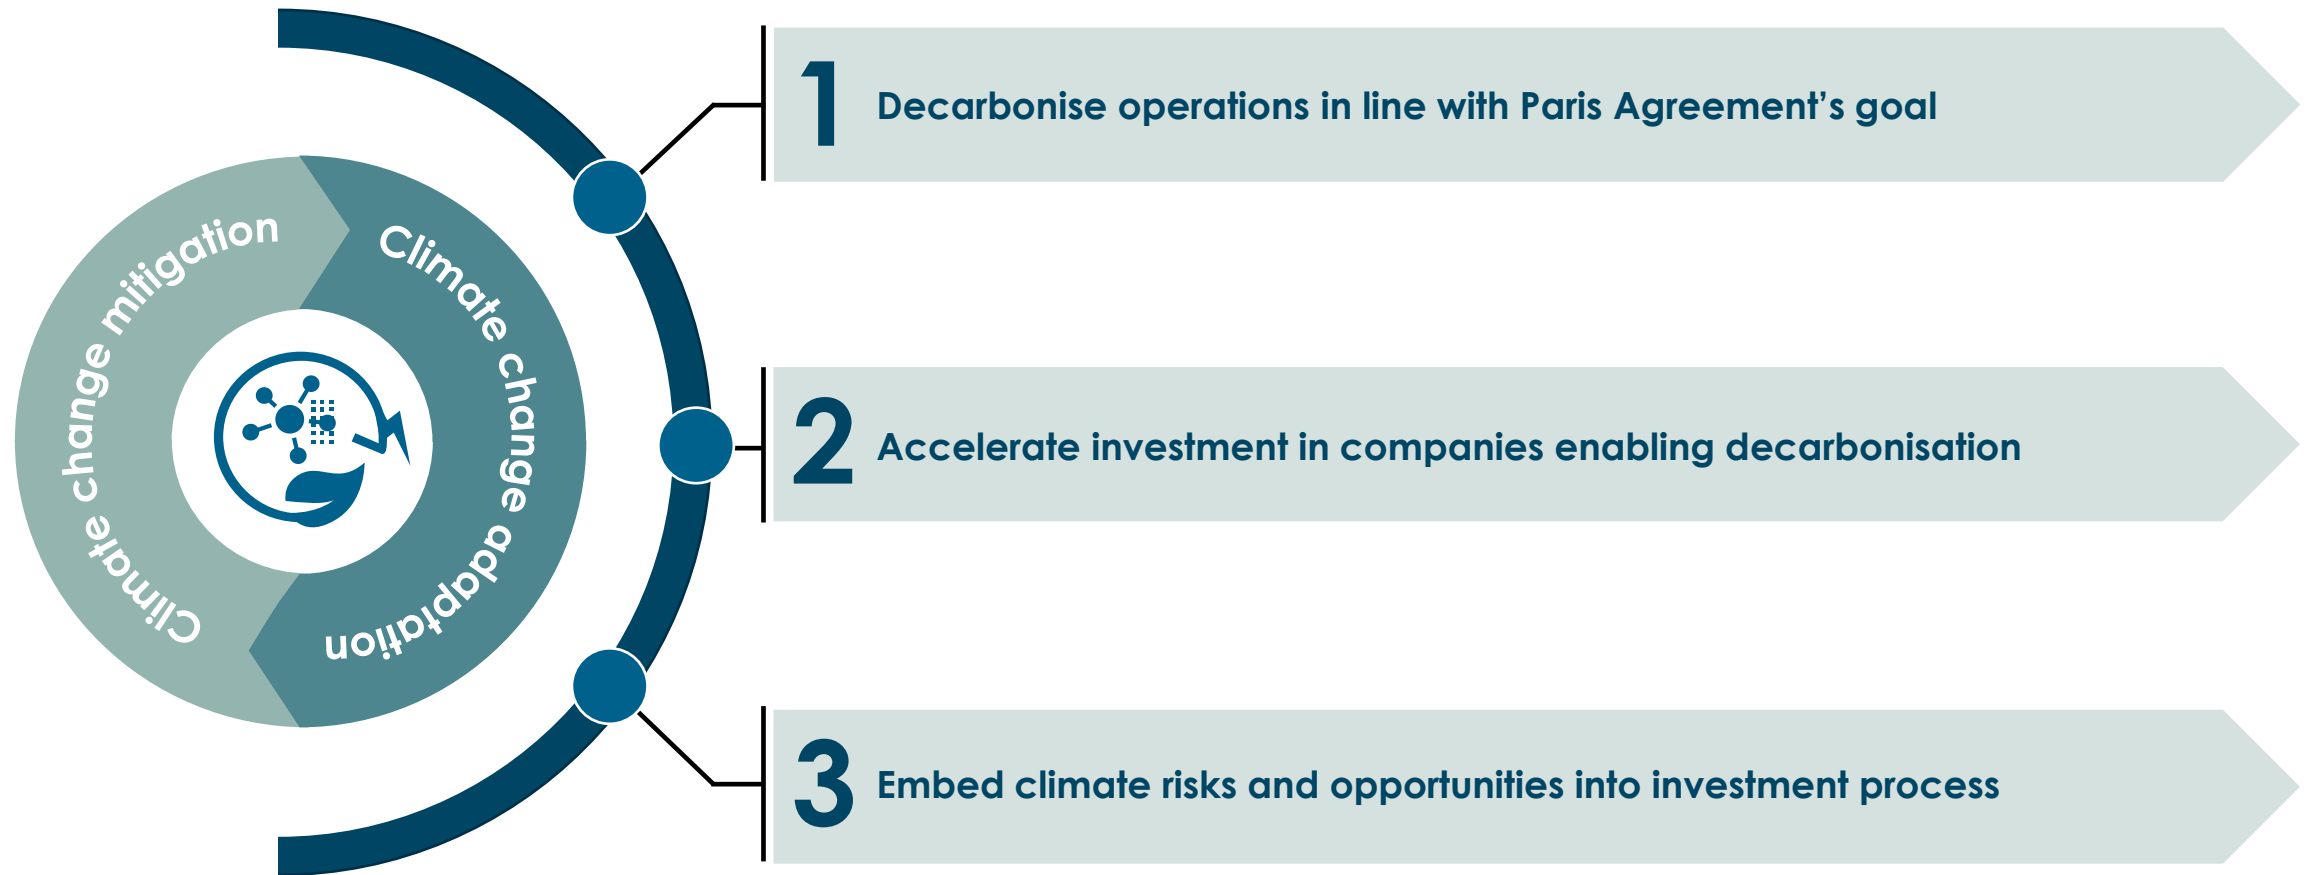 Climate change mitigation
Climate change adaptation
1 Decarbonise operations in line with Paris Agreement’s goal
2 Accelerate investment in companies enabling decarbonisation
3 Embed climate risks and opportunities into investment process